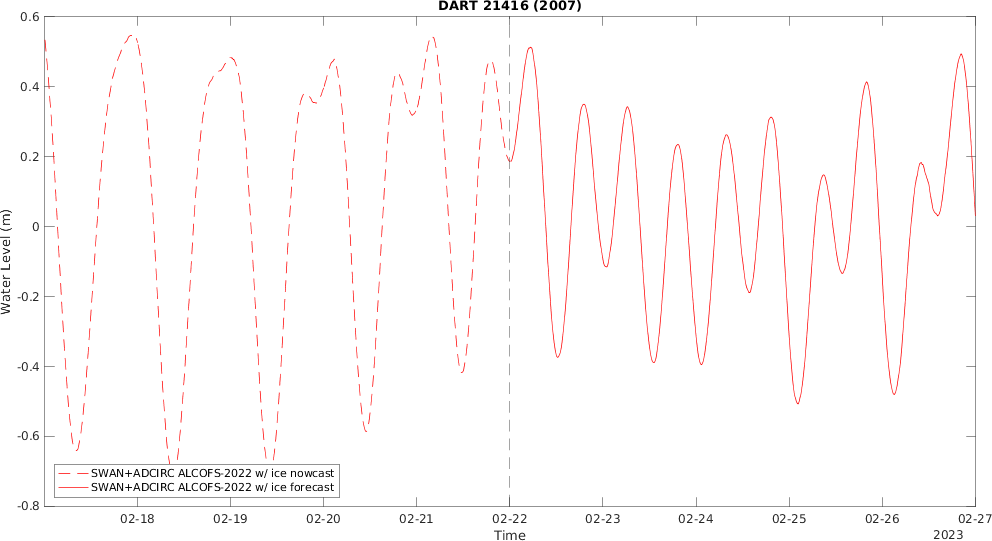 DART 21416 (2007)
0.6
0.4
0.2
0
-0.2
-0.4
-0.6
-0.8
Water Level (m)
SWAN+ADCIRC ALCOFS-2022 w/ ice nowcast
SWAN+ADCIRC ALCOFS-2022 w/ ice forecast
02-18 02-19 02-20 02-21 02-22 02-23 02-24 02-25 02-26 02-27
Time
2023